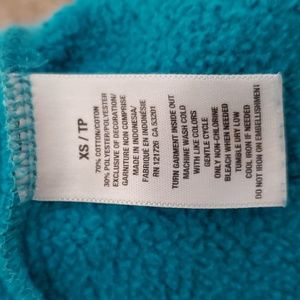 XS / TP
70% COTTON/COTON
30% POLYESTER/POLYESTER
EXCLUSIVE OF DECORATION/
GARNITURE NON COMPRISE
MADE IN INDONESIA/
FABRIQUÉ EN INDONÉSIE
RN 121726 CA 53201
TURN GARMENT INSIDE OUT
MACHINE WASH COLD
WITH LIKE COLORS
GENTLE CYCLE
ONLY NON-CHLORINE
BLEACH WHEN NEEDED
TUMBLE DRY LOW
COOL IRON IF NEEDED
DO NOT IRON ON EMBELLISHMENT